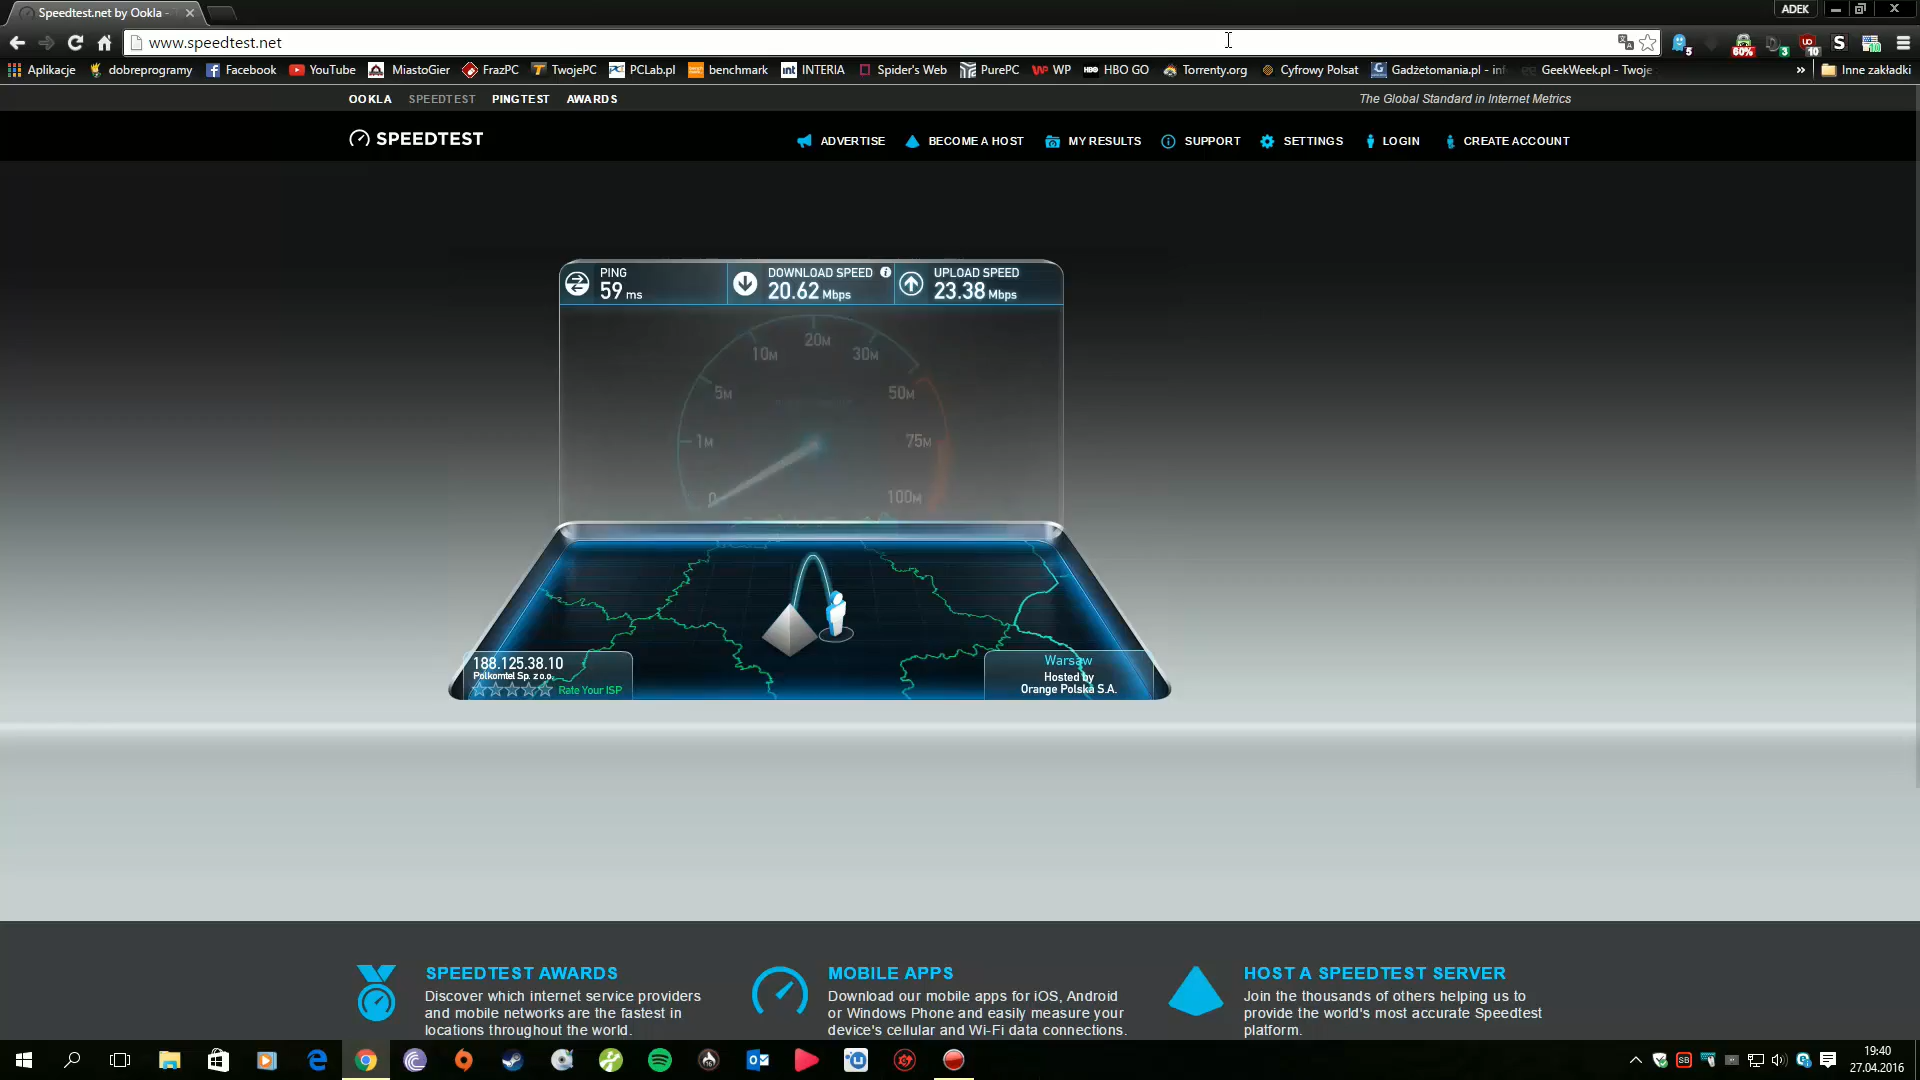 Speedtest.net by Ookla -
ADEK
www.speedtest.net
5
60%
3
10
Aplikacje
dobreprogramy
Facebook
YouTube
MiastoGier
FrazPC
TwojePC
PCLab.pl
benchmark
int INTERIA
Spider's Web
PurePC
WP
HBO GO
Torrenty.org
Cyfrowy Polsat
Gadżetomania.pl - inf
GeekWeek.pl - Twoje
»
Inne zakładki
OOKLA SPEEDTEST PINGTEST AWARDS
The Global Standard in Internet Metrics
SPEEDTEST
ADVERTISE BECOME A HOST MY RESULTS SUPPORT SETTINGS LOGIN CREATE ACCOUNT
PING
59 ms
DOWNLOAD SPEED
20.62 Mbps
UPLOAD SPEED
23.38 Mbps
0
1M
5M
10M
20M
30M
50M
75M
100M
188.125.38.10
Polkomtel Sp. z o.o.
Rate Your ISP
Warsaw
Hosted by
Orange Polska S.A.
SPEEDTEST AWARDS
Discover which internet service providers
and mobile networks are the fastest in
locations throughout the world.
MOBILE APPS
Download our mobile apps for iOS, Android
or Windows Phone and easily measure your
device's cellular and Wi-Fi data connections.
HOST A SPEEDTEST SERVER
Join the thousands of others helping us to
provide the world's most accurate Speedtest
platform.
SB
19:40
27.04.2016